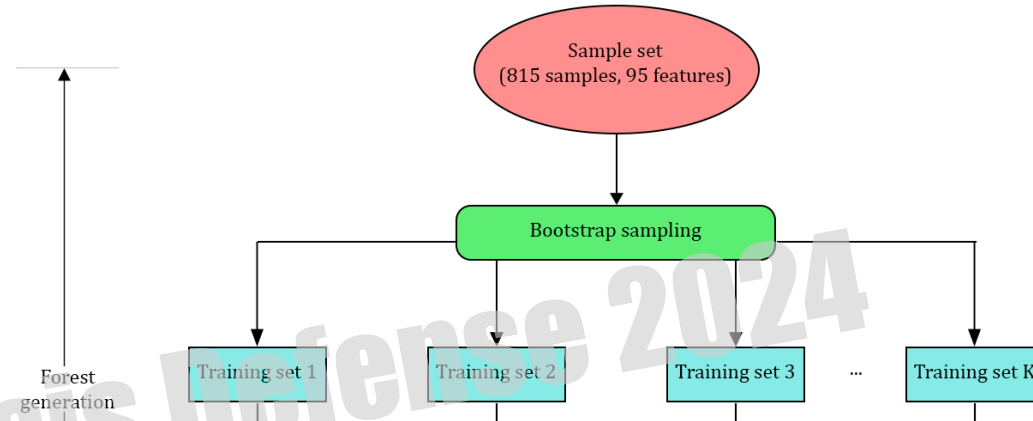 Sample set
(815 samples, 95 features)
Bootstrap sampling
Training set 1
Training set 2
Training set 3
...
Training set K
Forest
generation
Defense 2024